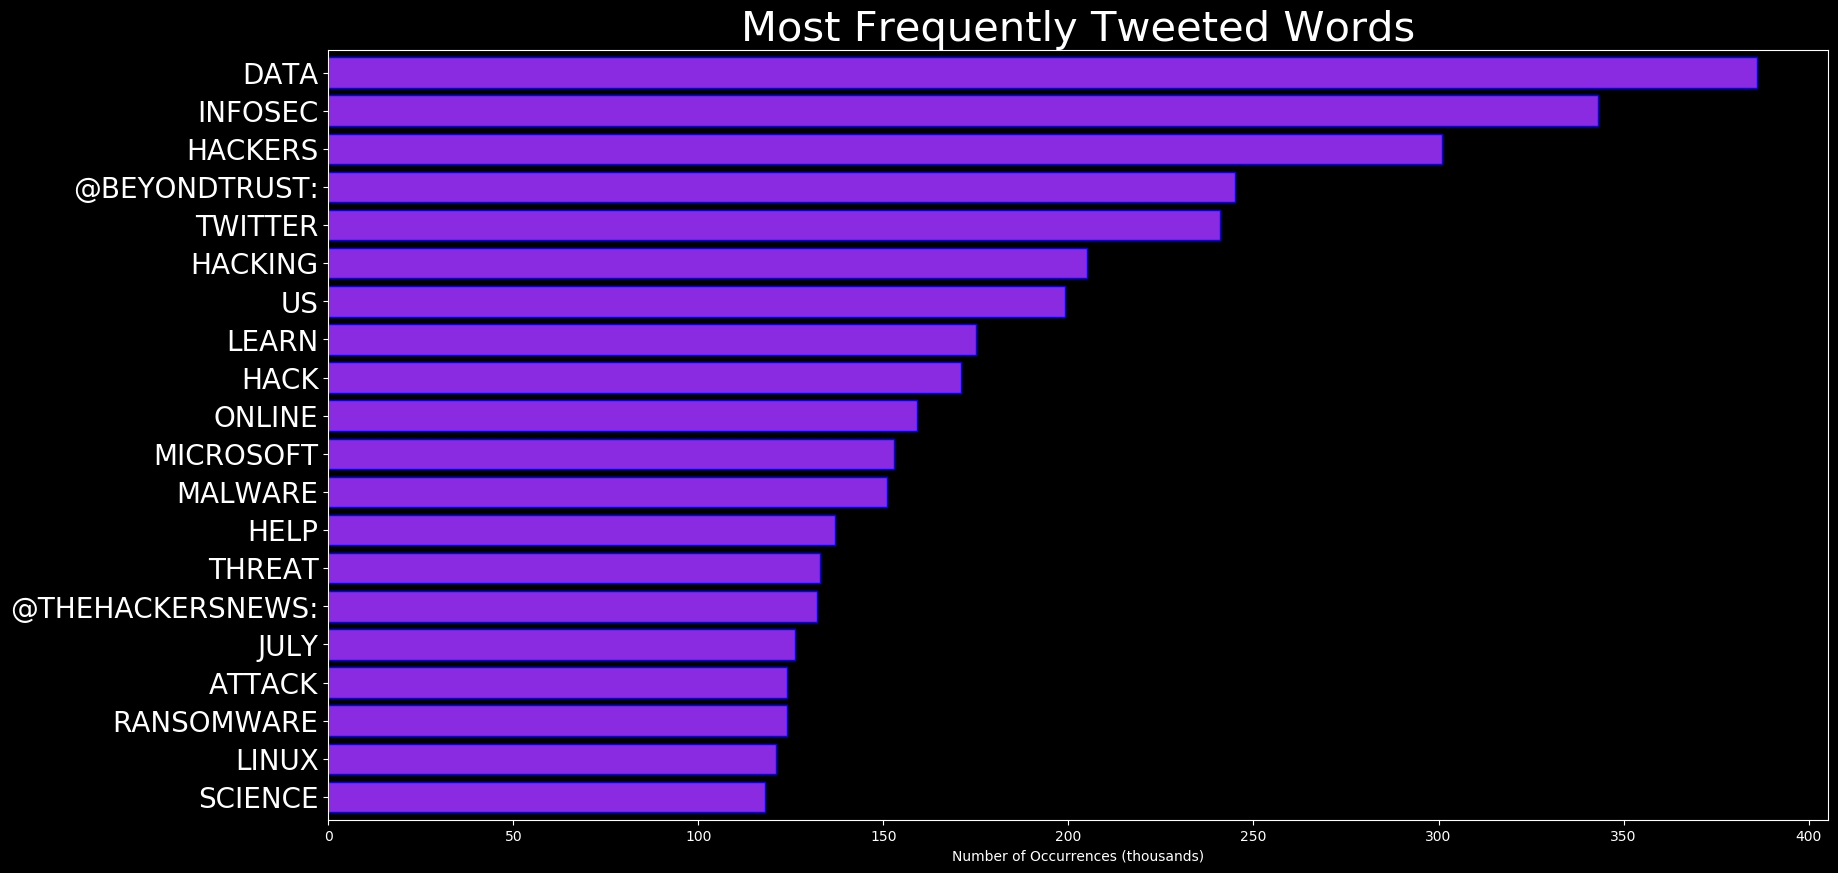 Most Frequently Tweeted Words
DATA
INFOSEC
HACKERS
@BEYONDTRUST:
TWITTER
HACKING
US
LEARN
HACK
ONLINE
MICROSOFT
MALWARE
HELP
THREAT
@THEHACKERSNEWS:
JULY
ATTACK
RANSOMWARE
LINUX
SCIENCE
0 50 100 150 200 250 300 350 400
Number of Occurrences (thousands)